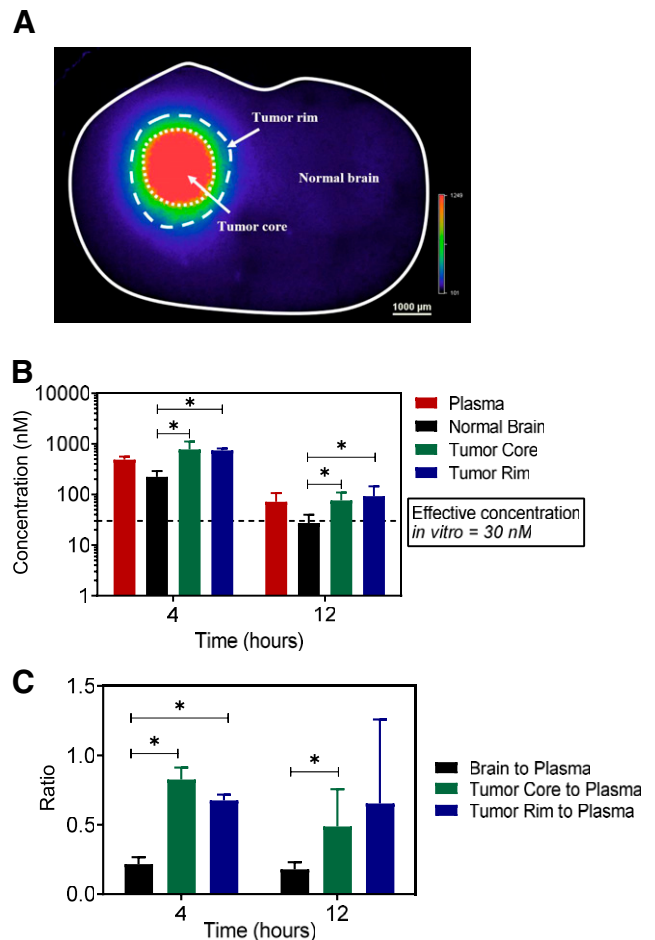 A
Tumor rim
Normal brain
Tumor core
1249
101
1000 µm
B
Concentration (nM)
10000
1000
100
10
1
*
*
*
*
4
12
Time (hours)
Plasma
Normal Brain
Tumor Core
Tumor Rim
Effective concentration
in vitro = 30 nM
C
Ratio
1.5
1.0
0.5
0.0
*
*
*
4
12
Time (hours)
Brain to Plasma
Tumor Core to Plasma
Tumor Rim to Plasma